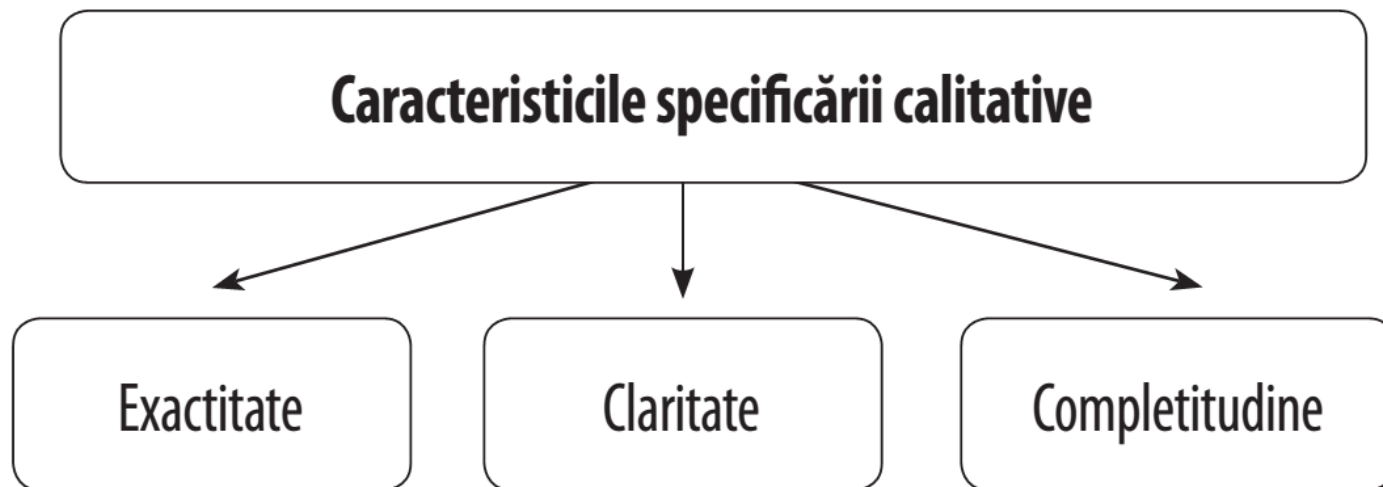 Caracteristicile specificării calitative
Exactitate
Claritate
Completitudine